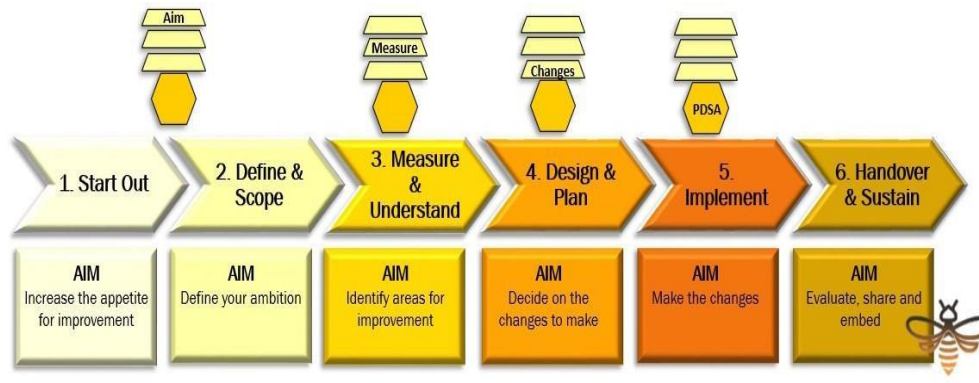 Aim
Measure
Changes
PDSA
1. Start Out
2. Define &
Scope
3. Measure
&
Understand
4. Design &
Plan
5.
Implement
6. Handover
& Sustain
AIM
Increase the appetite
for improvement
AIM
Define your ambition
AIM
Identify areas for
improvement
AIM
Decide on the
changes to make
AIM
Make the changes
AIM
Evaluate, share and
embed